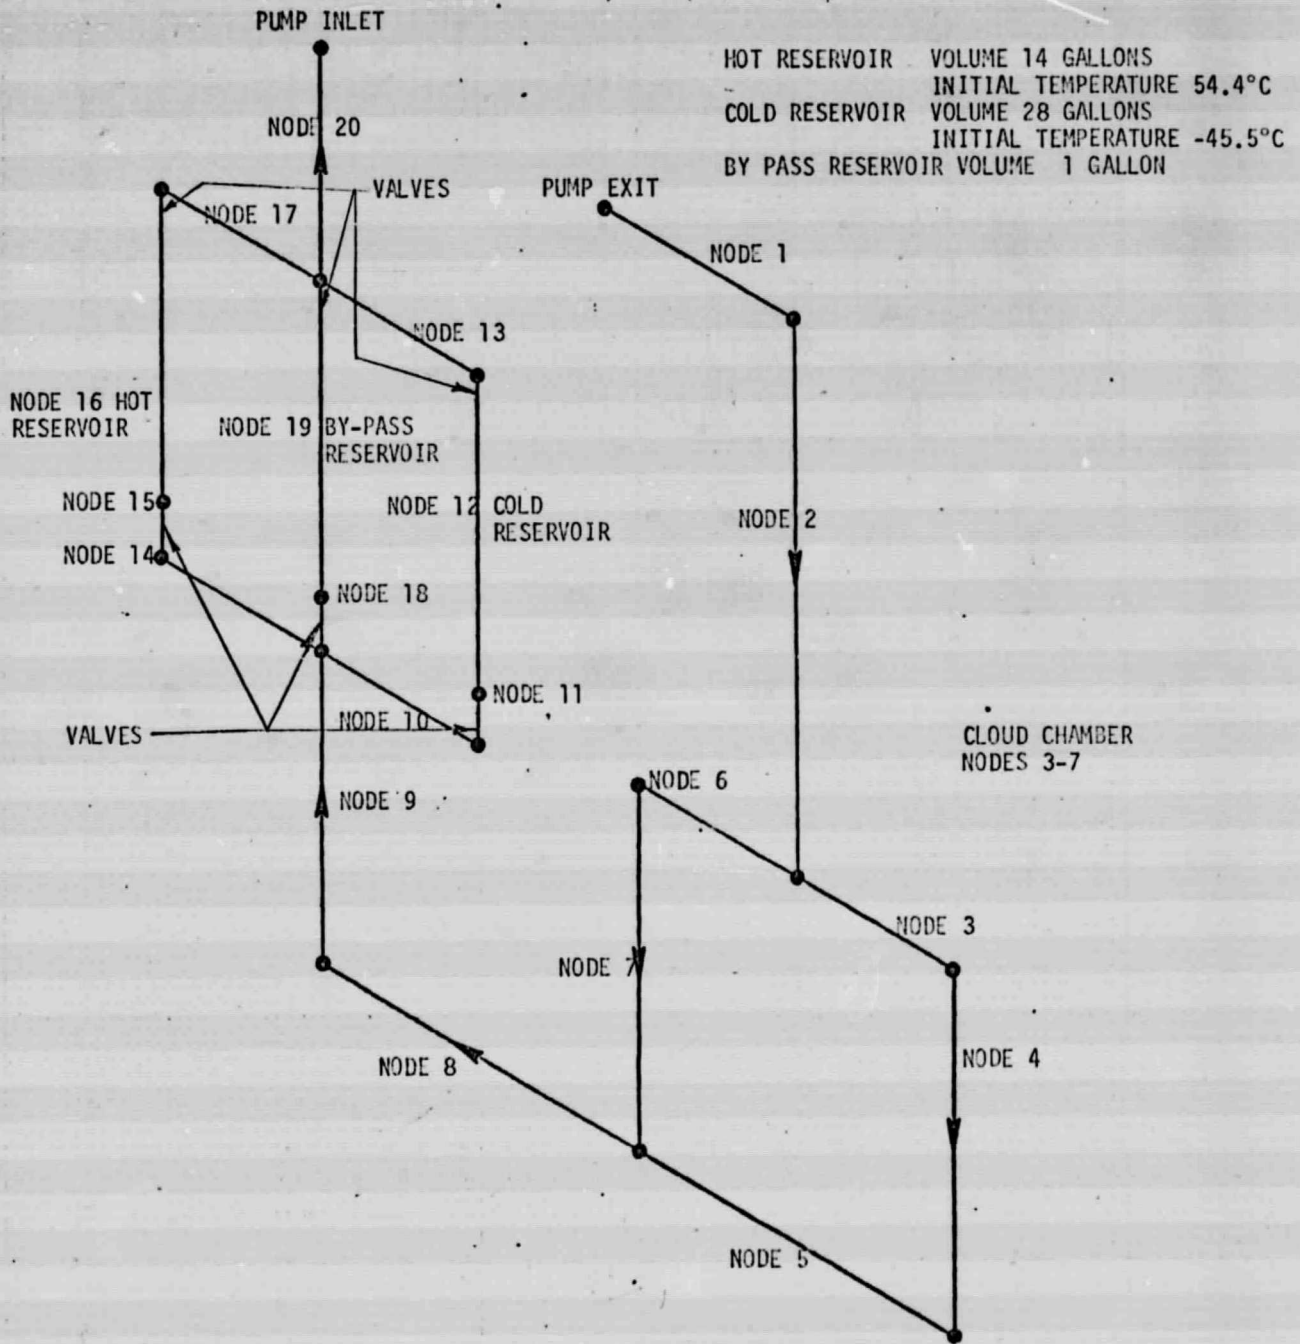 PUMP INLET
HOT RESERVOIR VOLUME 14 GALLONS
INITIAL TEMPERATURE 54.4°C
COLD RESERVOIR VOLUME 28 GALLONS
INITIAL TEMPERATURE -45.5°C
BY PASS RESERVOIR VOLUME 1 GALLON
NODE 20
VALVES
PUMP EXIT
NODE 17
NODE 1
NODE 13
NODE 16 HOT
RESERVOIR
NODE 19 BY-PASS
RESERVOIR
NODE 15
NODE 12 COLD
RESERVOIR
NODE 2
NODE 14
NODE 18
NODE 11
NODE 10
VALVES
CLOUD CHAMBER
NODES 3-7
NODE 6
NODE 9
NODE 3
NODE 7
NODE 8
NODE 4
NODE 5